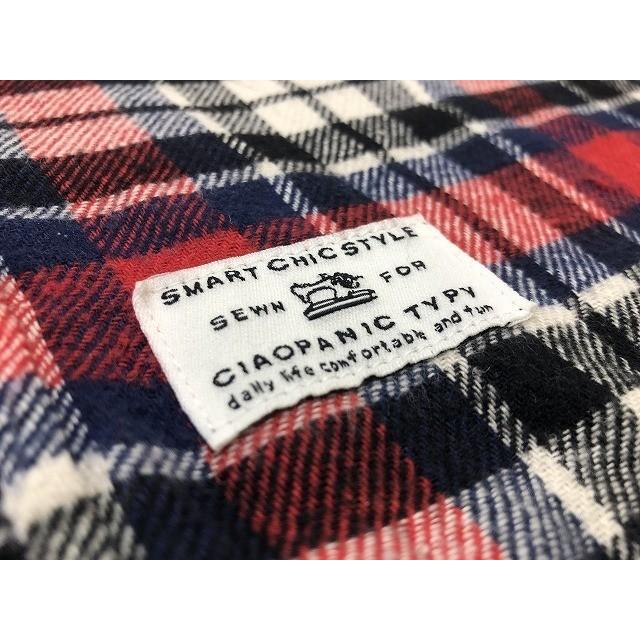 SMART CHIC STYLE
SEWN FOR
CIAOPANIC TYPY
daily life comfortable and fun